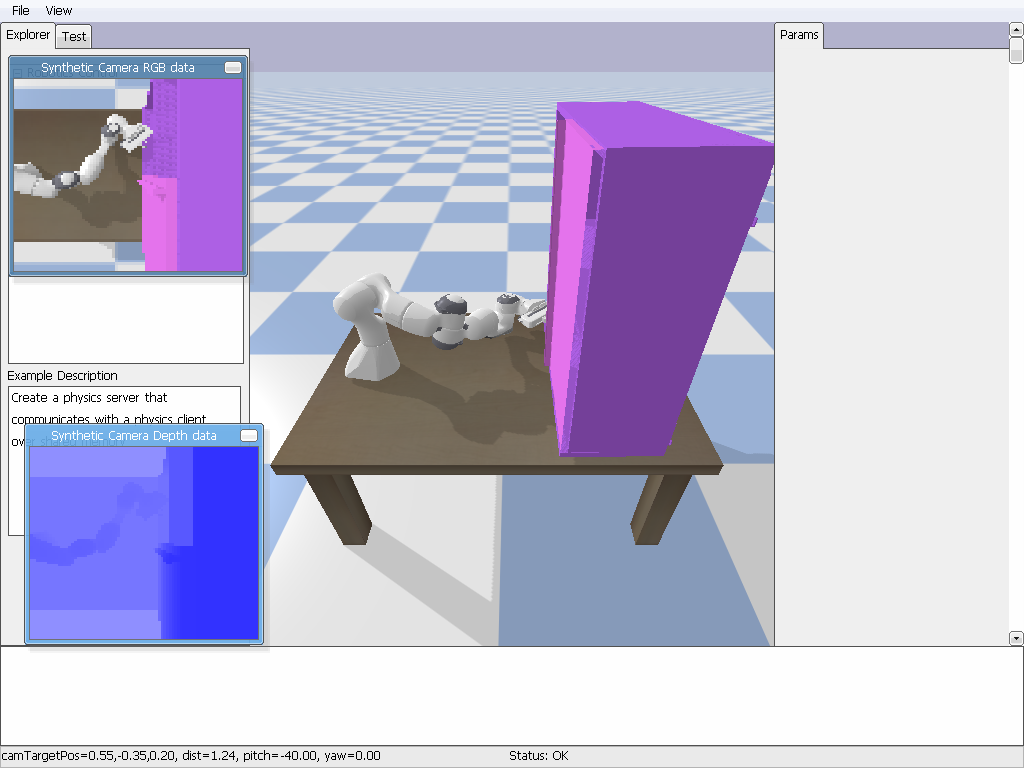 File View
Explorer Test
Params
Synthetic Camera RGB data
Example Description
Create a physics server that
communicates with a physics client
Synthetic Camera Depth data
camTargetPos=0.55,-0.35,0.20, dist=1.24, pitch=-40.00, yaw=0.00
Status: OK